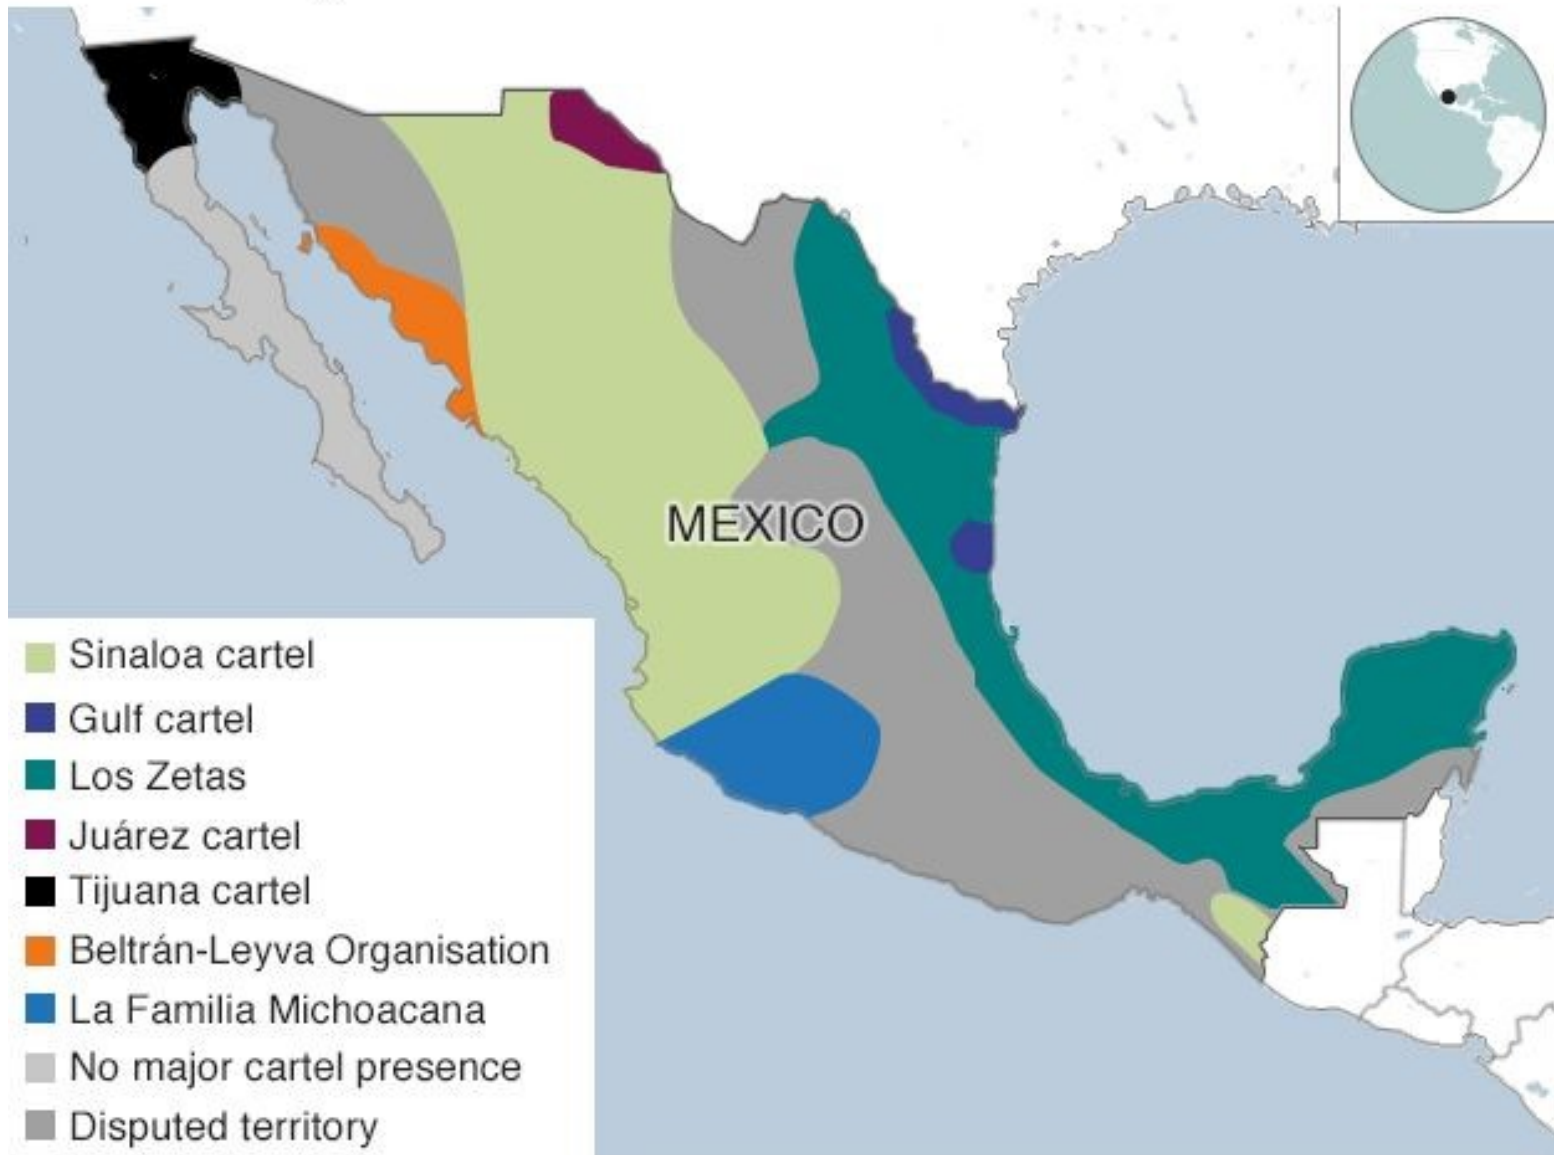 MEXICO
Sinaloa cartel
Gulf cartel
Los Zetas
Juárez cartel
Tijuana cartel
Beltrán-Leyva Organisation
La Familia Michoacana
No major cartel presence
Disputed territory